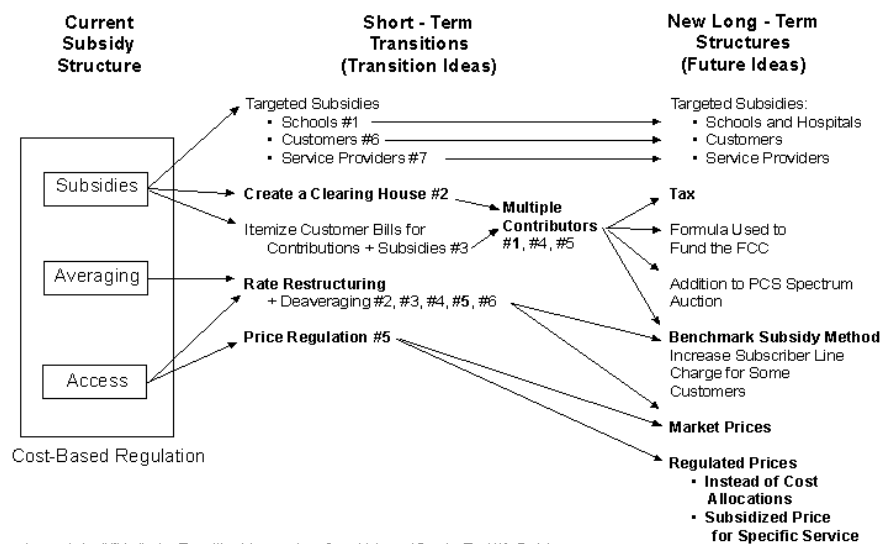 Current
Subsidy
Structure
Short - Term
Transitions
(Transition Ideas)
New Long - Term
Structures
(Future Ideas)
Subsidies
Averaging
Access
Cost-Based Regulation
Targeted Subsidies
▪ Schools #1
▪ Customers #6
▪ Service Providers #7
Create a Clearing House #2
Itemize Customer Bills for
Contributions + Subsidies #3
Rate Restructuring
+ Deaveraging #2, #3, #4, #5, #6
Price Regulation #5
Multiple
Contributors
#1, #4, #5
Targeted Subsidies:
▪ Schools and Hospitals
▪ Customers
▪ Service Providers
Tax
Formula Used to
Fund the FCC
Addition to PCS Spectrum
Auction
Benchmark Subsidy Method
Increase Subscriber Line
Charge for Some
Customers
Market Prices
Regulated Prices
▪ Instead of Cost
Allocations
▪ Subsidized Price
for Specific Service